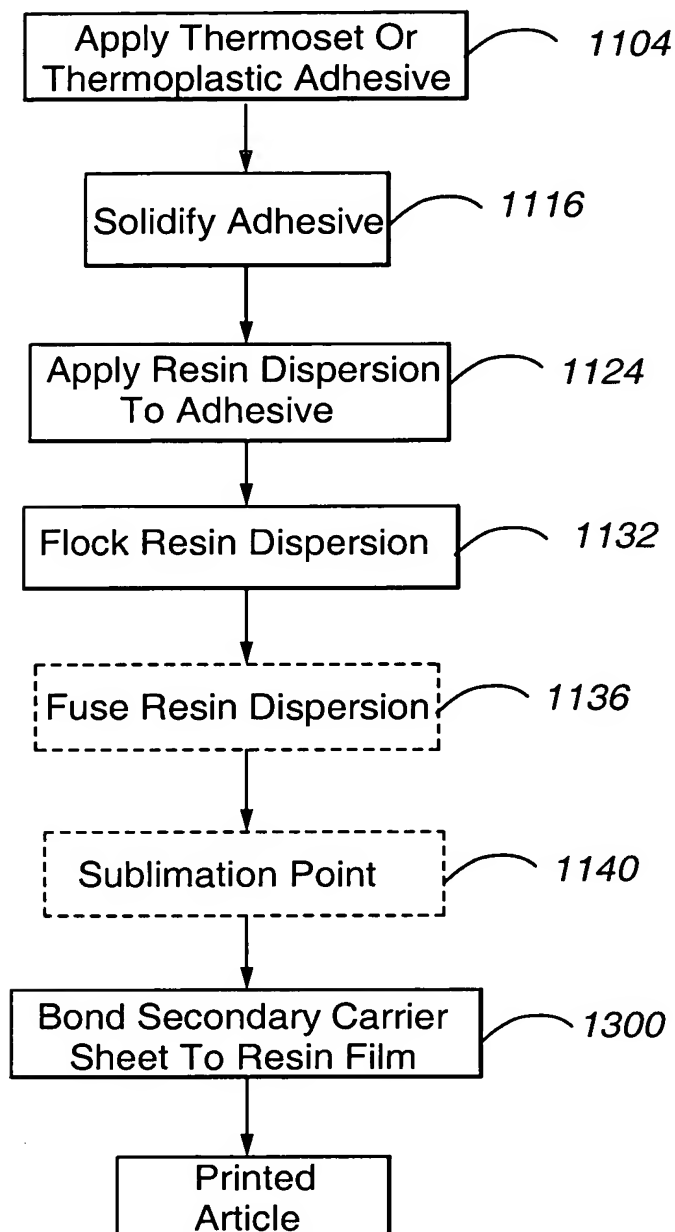 Apply Thermoset Or
Thermoplastic Adhesive
1104
Solidify Adhesive
1116
Apply Resin Dispersion
To Adhesive
1124
Flock Resin Dispersion
1132
Fuse Resin Dispersion
1136
Sublimation Point
1140
Bond Secondary Carrier
Sheet To Resin Film
1300
Printed
Article